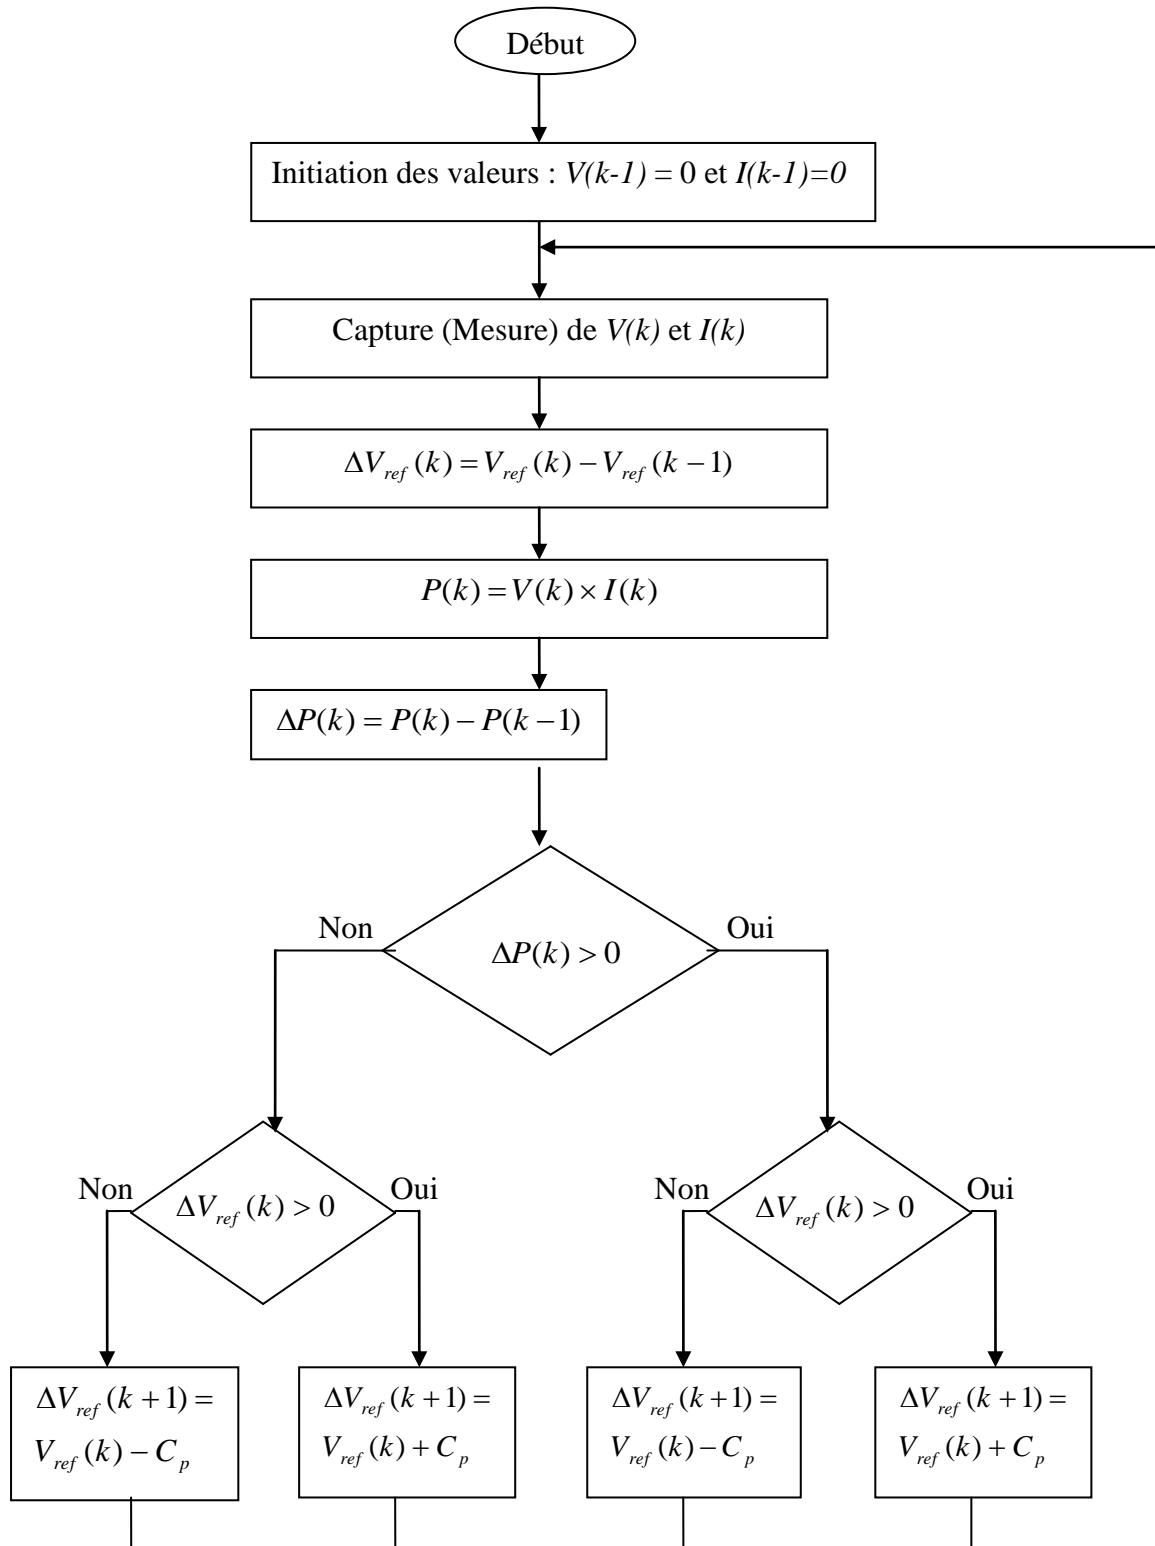 Début
Initiation des valeurs : V(k-1) = 0 et I(k-1)=0
Capture (Mesure) de V(k) et I(k)
ΔV_ref(k) = V_ref(k) − V_ref(k − 1)
P(k) = V(k) × I(k)
ΔP(k) = P(k) − P(k − 1)
Non
Oui
ΔP(k) > 0
Non
ΔV_ref(k) > 0
Oui
Non
ΔV_ref(k) > 0
Oui
ΔV_ref(k + 1) =
V_ref(k) − C_p
ΔV_ref(k + 1) =
V_ref(k) + C_p
ΔV_ref(k + 1) =
V_ref(k) − C_p
ΔV_ref(k + 1) =
V_ref(k) + C_p